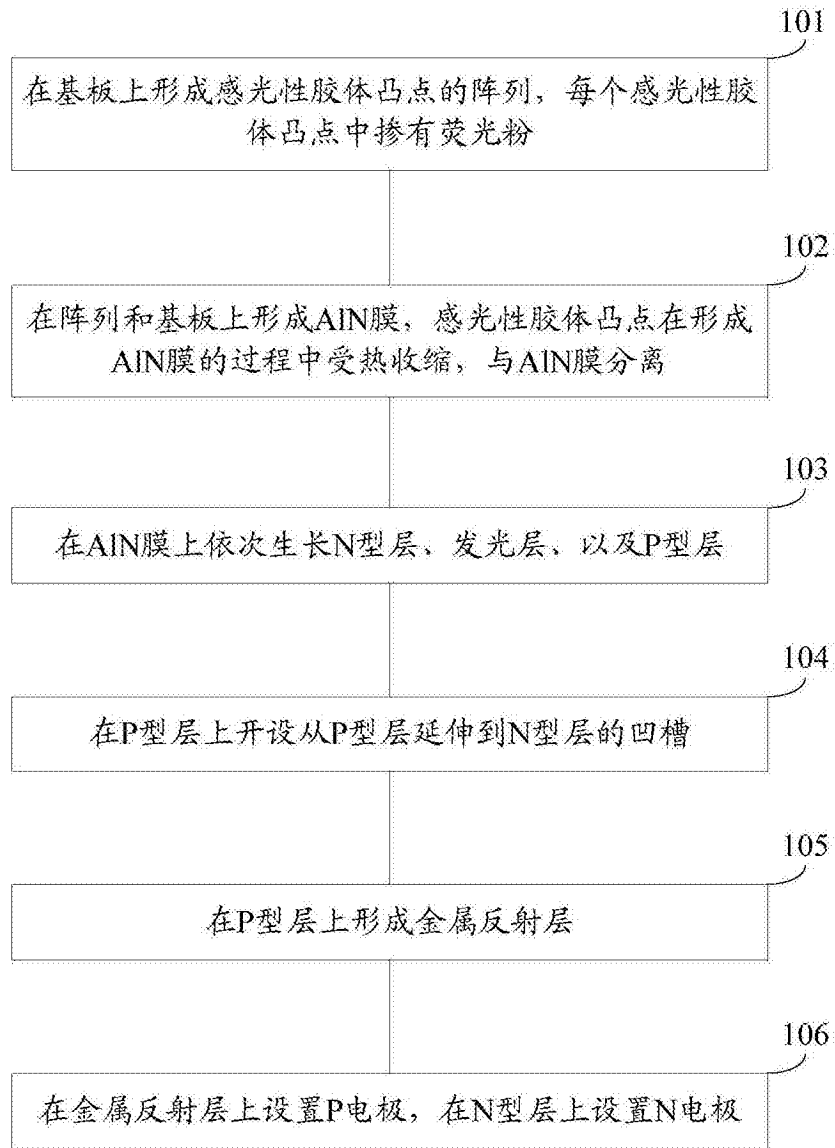 101
在基板上形成感光性胶体凸点的阵列，每个感光性胶
体凸点中掺有荧光粉
102
在阵列和基板上形成AlN膜，感光性胶体凸点在形成
AlN膜的过程中受热收缩，与AlN膜分离
103
在AlN膜上依次生长N型层、发光层、以及P型层
104
在P型层上开设从P型层延伸到N型层的凹槽
105
在P型层上形成金属反射层
106
在金属反射层上设置P电极，在N型层上设置N电极